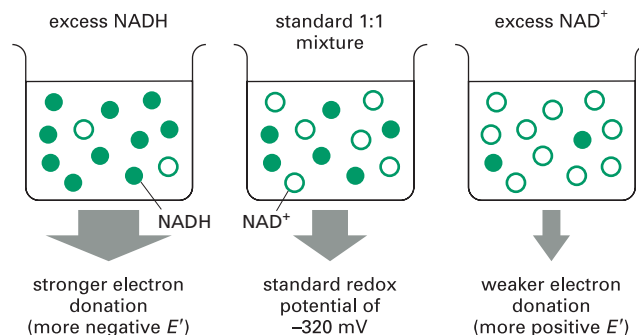 excess NADH
standard 1:1
mixture
excess NAD⁺
NADH
NAD⁺
stronger electron
donation
(more negative E′)
standard redox
potential of
–320 mV
weaker electron
donation
(more positive E′)